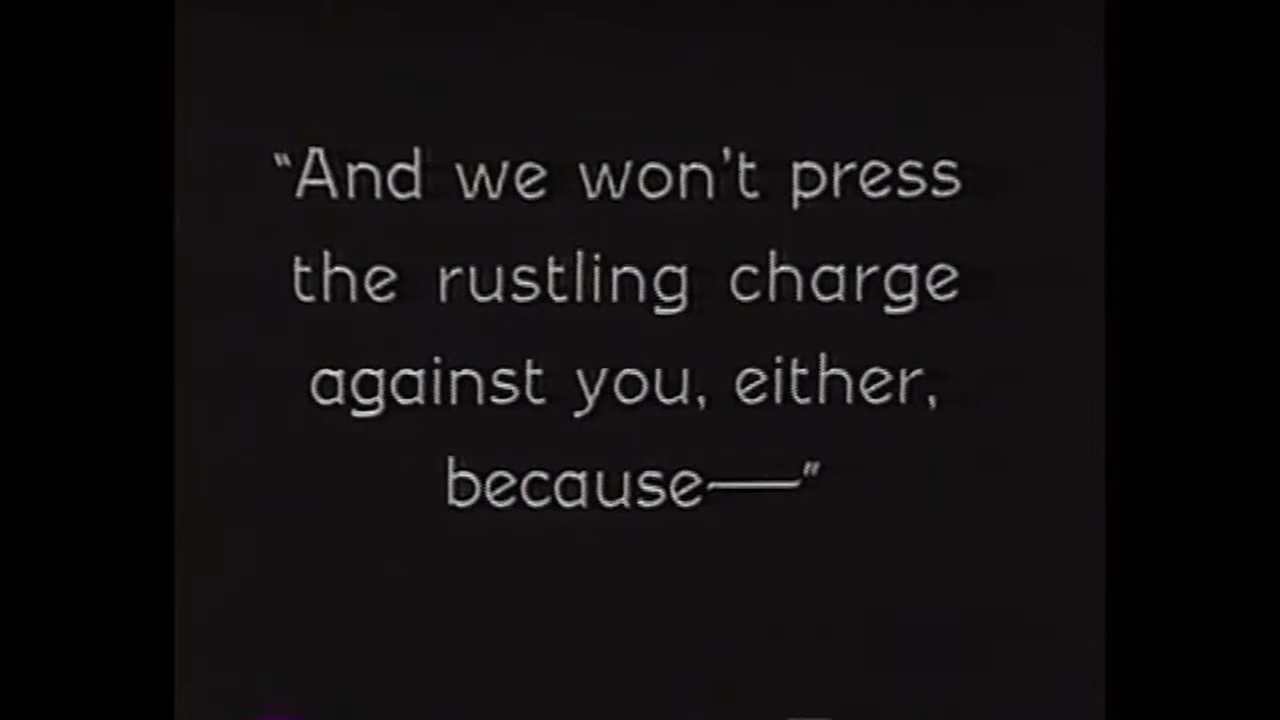 “And we won't press
the rustling charge
against you, either,
because—”